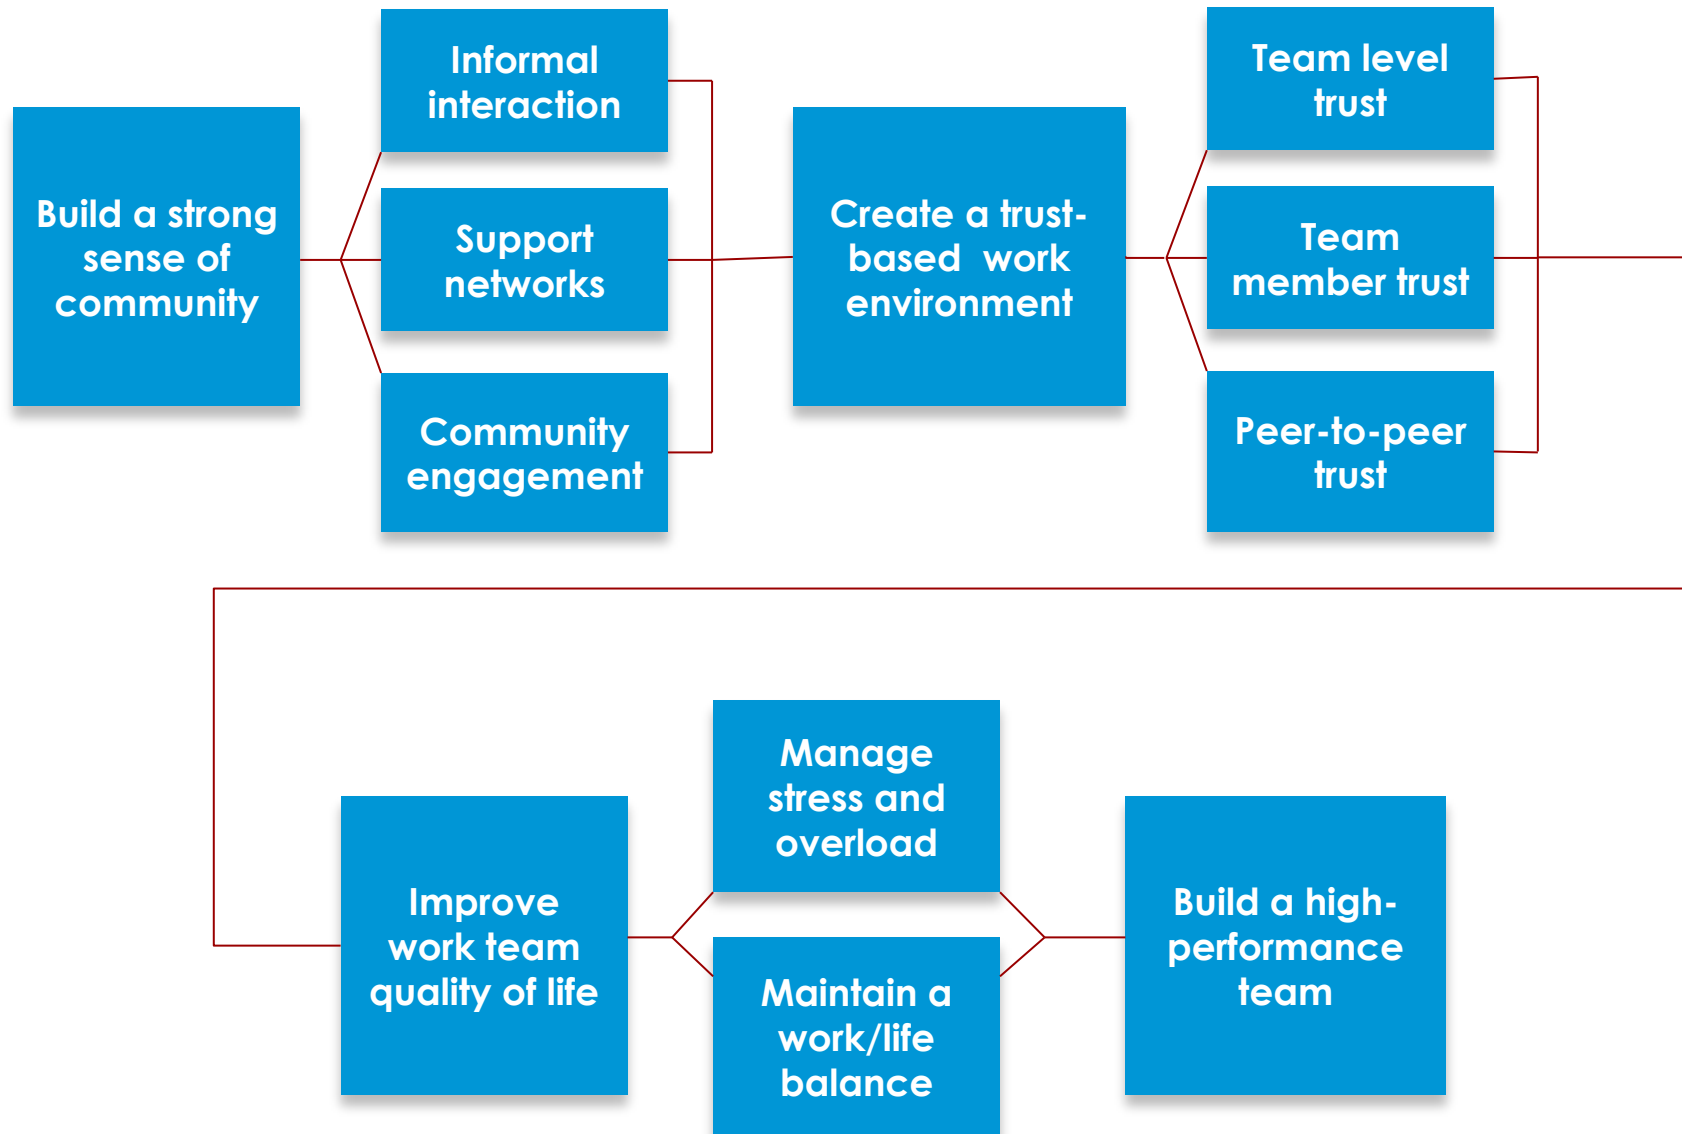 Build a strong
sense of
community
Informal
interaction
Support
networks
Community
engagement
Create a trust-
based  work
environment
Team level
trust
Team
member trust
Peer-to-peer
trust
Improve
work team
quality of life
Manage
stress and
overload
Maintain a
work/life
balance
Build a high-
performance
team